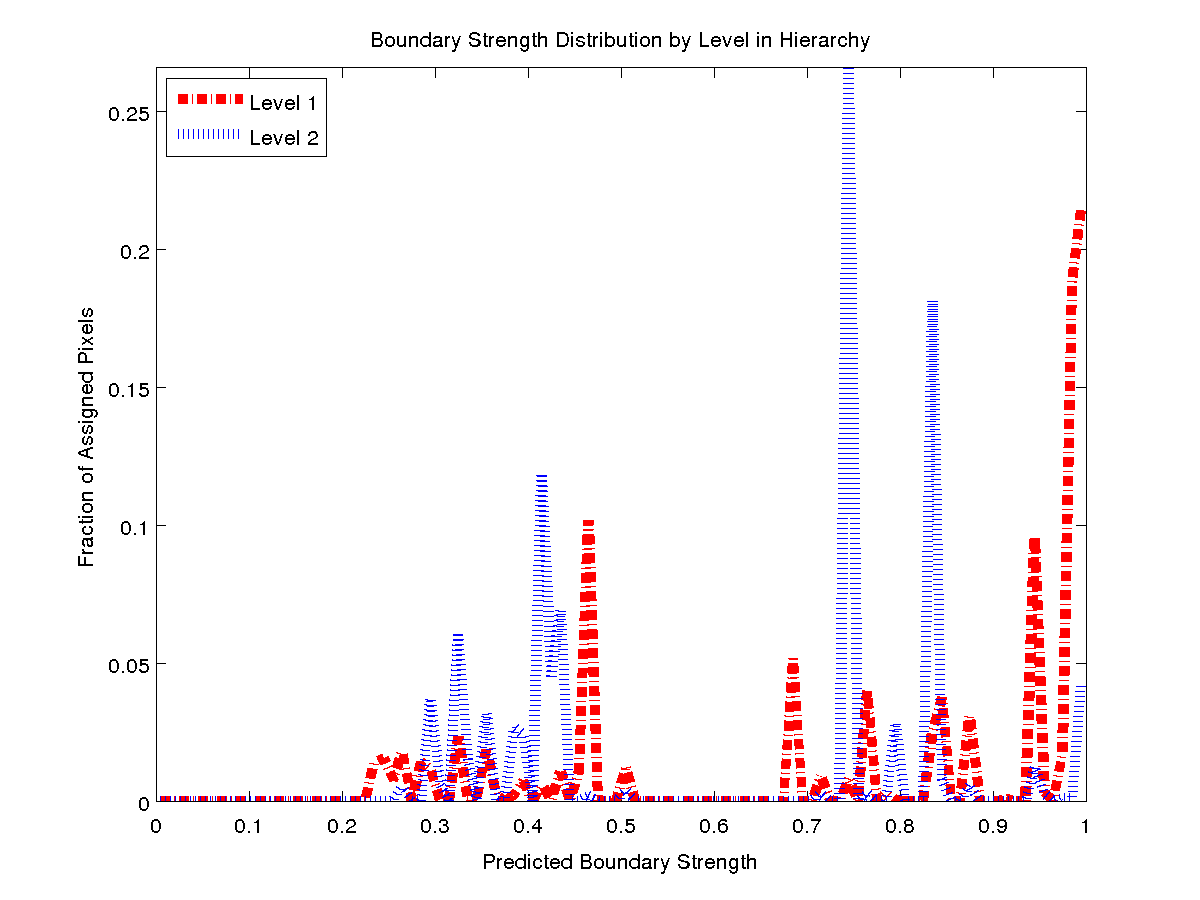 Boundary Strength Distribution by Level in Hierarchy
Level 1
Level 2
0.25
0.2
0.15
0.1
0.05
0
Fraction of Assigned Pixels
0 0.1 0.2 0.3 0.4 0.5 0.6 0.7 0.8 0.9 1
Predicted Boundary Strength